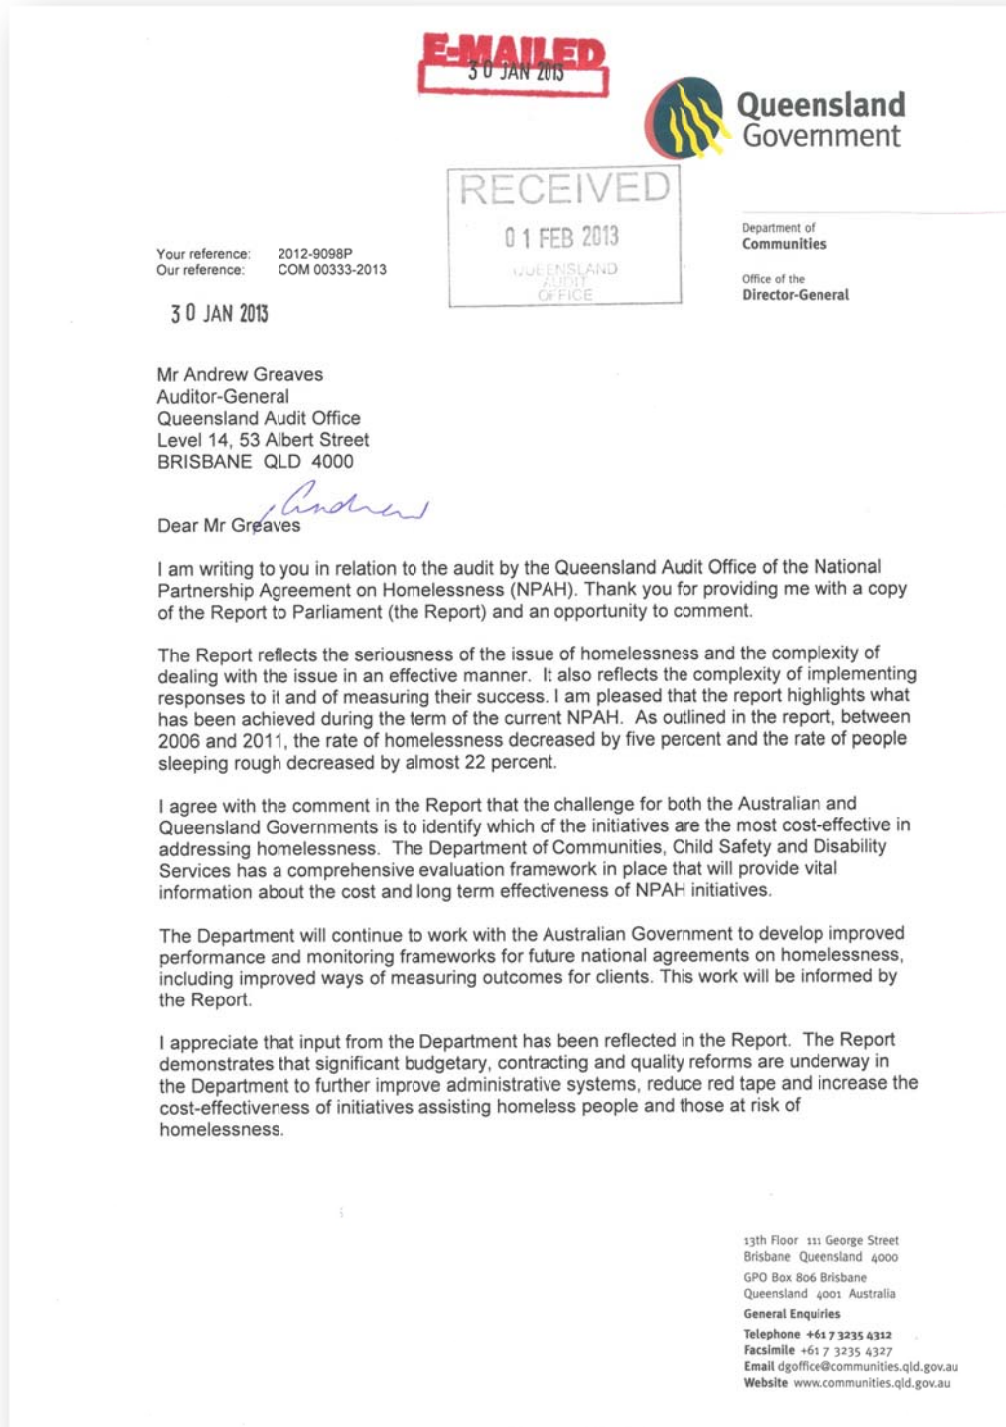 E-MAILED
30 JAN 2013
Queensland
Government
RECEIVED
01 FEB 2013
QUEENSLAND
AUDIT
OFFICE
Department of
Communities
Office of the
Director-General
Your reference: 2012-9098P
Our reference: COM 00333-2013
30 JAN 2013
Mr Andrew Greaves
Auditor-General
Queensland Audit Office
Level 14, 53 Albert Street
BRISBANE QLD 4000
Andrew
Dear Mr Greaves
I am writing to you in relation to the audit by the Queensland Audit Office of the National
Partnership Agreement on Homelessness (NPAH). Thank you for providing me with a copy
of the Report to Parliament (the Report) and an opportunity to comment.
The Report reflects the seriousness of the issue of homelessness and the complexity of
dealing with the issue in an effective manner. It also reflects the complexity of implementing
responses to it and of measuring their success. I am pleased that the report highlights what
has been achieved during the term of the current NPAH. As outlined in the report, between
2006 and 2011, the rate of homelessness decreased by five percent and the rate of people
sleeping rough decreased by almost 22 percent.
I agree with the comment in the Report that the challenge for both the Australian and
Queensland Governments is to identify which of the initiatives are the most cost-effective in
addressing homelessness. The Department of Communities, Child Safety and Disability
Services has a comprehensive evaluation framework in place that will provide vital
information about the cost and long term effectiveness of NPAH initiatives.
The Department will continue to work with the Australian Government to develop improved
performance and monitoring frameworks for future national agreements on homelessness,
including improved ways of measuring outcomes for clients. This work will be informed by
the Report.
I appreciate that input from the Department has been reflected in the Report. The Report
demonstrates that significant budgetary, contracting and quality reforms are underway in
the Department to further improve administrative systems, reduce red tape and increase the
cost-effectiveness of initiatives assisting homeless people and those at risk of
homelessness.
13th Floor 111 George Street
Brisbane Queensland 4000
GPO Box 806 Brisbane
Queensland 4001 Australia
General Enquiries
Telephone +61 7 3235 4312
Facsimile +61 7 3235 4327
Email dgoffice@communities.qld.gov.au
Website www.communities.qld.gov.au